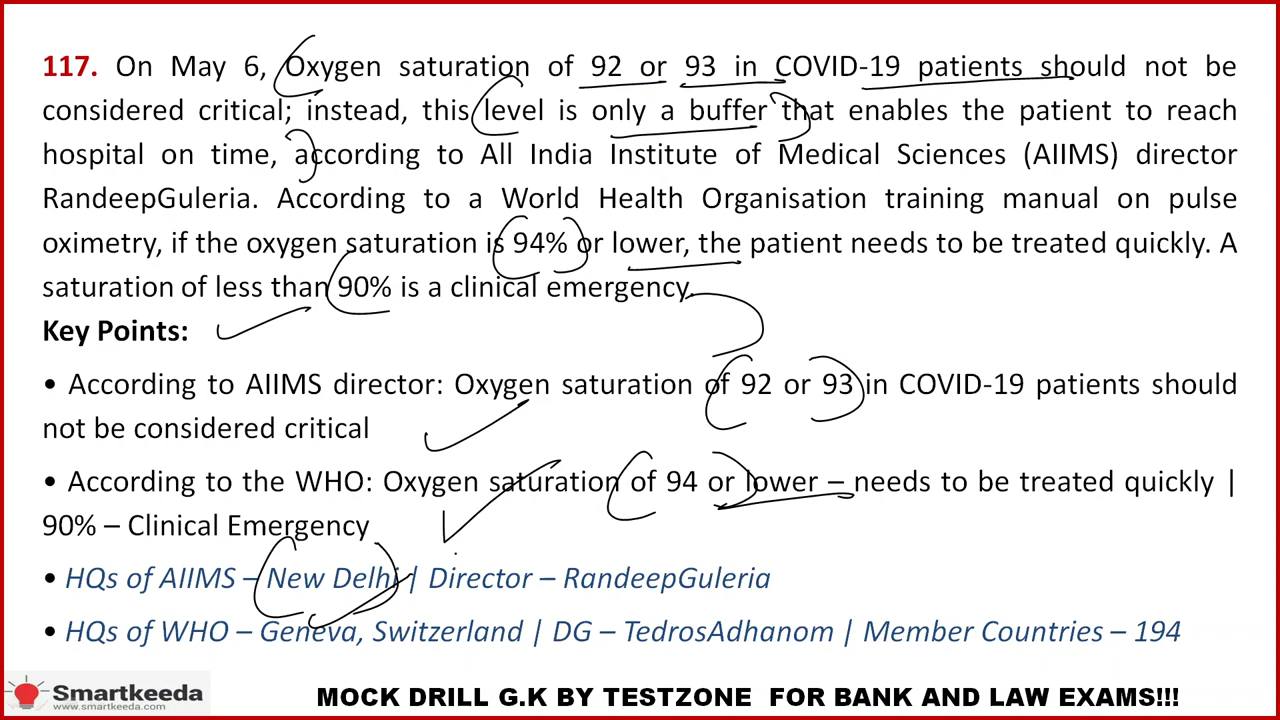 117. On May 6, Oxygen saturation of 92 or 93 in COVID-19 patients should not be
considered critical; instead, this level is only a buffer that enables the patient to reach
hospital on time, according to All India Institute of Medical Sciences (AIIMS) director
RandeepGuleria. According to a World Health Organisation training manual on pulse
oximetry, if the oxygen saturation is 94% or lower, the patient needs to be treated quickly. A
saturation of less than 90% is a clinical emergency.
Key Points:
• According to AIIMS director: Oxygen saturation of 92 or 93 in COVID-19 patients should
not be considered critical
• According to the WHO: Oxygen saturation of 94 or lower – needs to be treated quickly |
90% – Clinical Emergency
• HQs of AIIMS – New Delhi | Director – RandeepGuleria
• HQs of WHO – Geneva, Switzerland | DG – TedrosAdhanom | Member Countries – 194
Smartkeeda
www.smartkeeda.com
MOCK DRILL G.K BY TESTZONE FOR BANK AND LAW EXAMS!!!